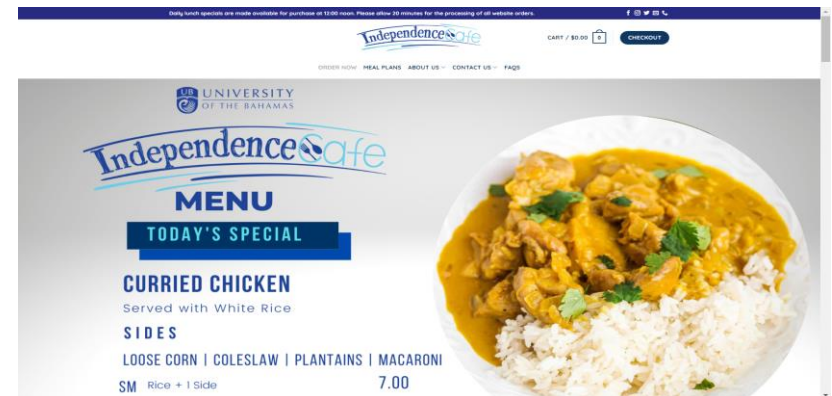 Daily lunch specials are made available for purchase at 12:00 noon. Please allow 20 minutes for the processing of all website orders.
Independence Cafe
CART / $0.00 0 CHECKOUT
ORDER NOW MEAL PLANS ABOUT US CONTACT US FAQS
UB UNIVERSITY
OF THE BAHAMAS
Independence Cafe
MENU
TODAY'S SPECIAL
CURRIED CHICKEN
Served with White Rice
SIDES
LOOSE CORN | COLESLAW | PLANTAINS | MACARONI
SM Rice + 1 Side 7.00